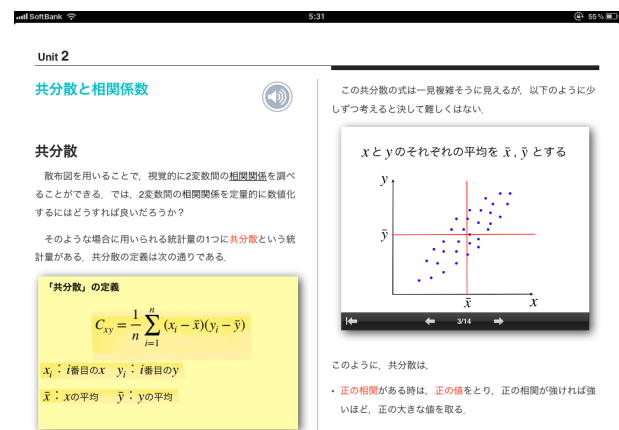 SoftBank
5:31
55%
Unit 2
共分散と相関係数
共分散
散布図を用いることで，視覚的に2変数間の相関関係を調べ
ることができる．では，2変数間の相関関係を定量的に数値化
するにはどうすれば良いだろうか？
そのような場合に用いられる統計量の1つに共分散という統
計量がある．共分散の定義は次の通りである．
「共分散」の定義
C_{xy} = \frac{1}{n} \sum_{i=1}^{n} (x_i − x̄)(y_i − ȳ)
x_i：i番目のx　y_i：i番目のy
x̄：xの平均　ȳ：yの平均
この共分散の式は一見複雑そうに見えるが，以下のように少
しずつ考えると決して難しくはない．
xとyのそれぞれの平均を x̄ , ȳ とする
y
ȳ
x̄
x
3/14
このように，共分散は，
• 正の相関がある時は，正の値をとり，正の相関が強ければ強
いほど，正の大きな値を取る．